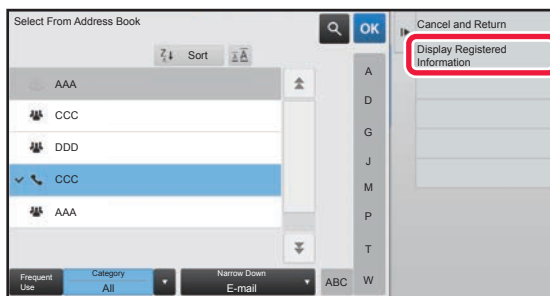 Select From Address Book
OK
Cancel and Return
Display Registered
Information
Sort
AAA
CCC
DDD
CCC
AAA
A
D
G
J
M
P
T
W
Frequent
Use
Category
All
Narrow Down
E-mail
ABC